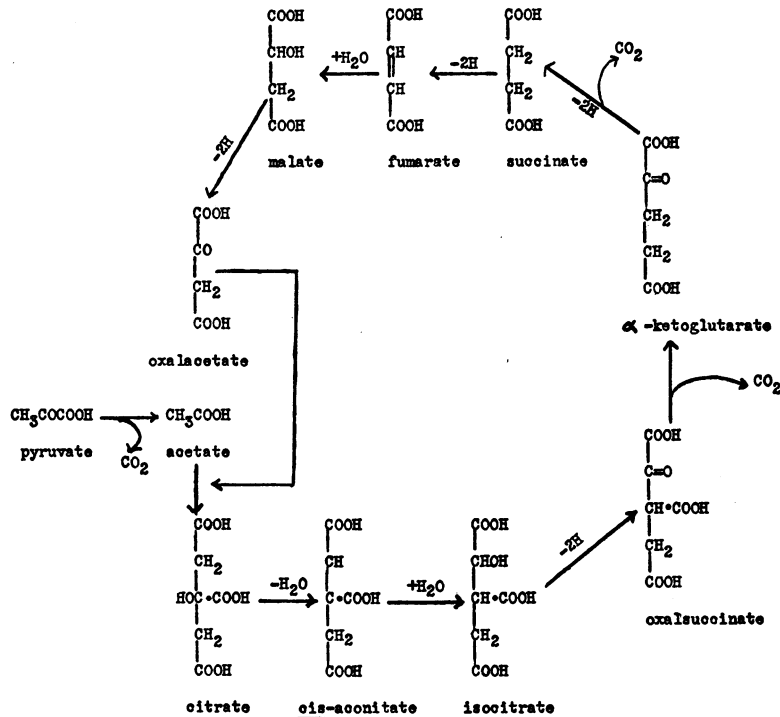 COOH
CHOH
CH2
COOH
malate
+H2O
COOH
CH
CH
COOH
fumarate
-2H
COOH
CH2
CH2
COOH
succinate
CO2
-2H
COOH
C=O
CH2
CH2
COOH
α-ketoglutarate
-2H
COOH
CO
CH2
COOH
oxalacetate
CH3COCOOH
pyruvate
CO2
CH3COOH
acetate
CO2
COOH
C=O
CH•COOH
CH2
COOH
oxalsuccinate
COOH
CH2
HOC•COOH
CH2
COOH
citrate
-H2O
COOH
CH
C•COOH
CH2
COOH
cis-aconitate
+H2O
COOH
CHOH
CH•COOH
CH2
COOH
isocitrate
-2H